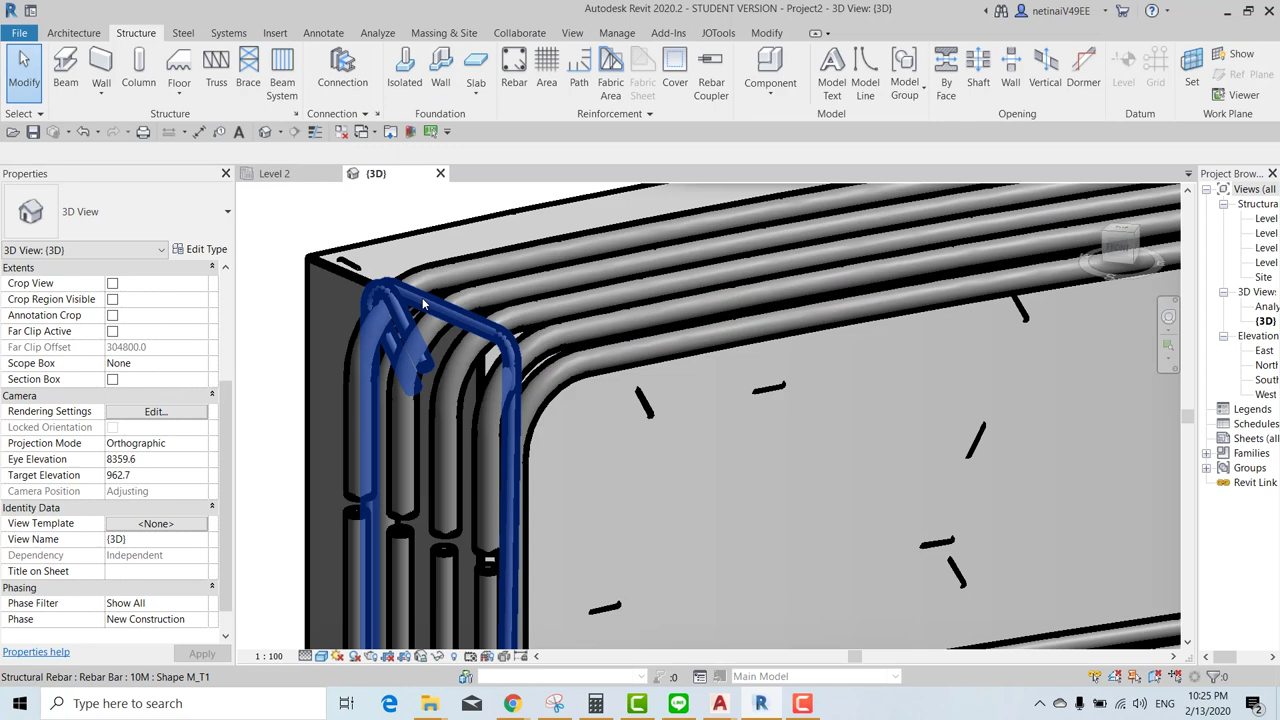 Autodesk Revit 2020.2 - STUDENT VERSION - Project2 - 3D View: {3D}
netinaiV49EE
File Architecture Structure Steel Systems Insert Annotate Analyze Massing & Site Collaborate View Manage Add-Ins JOTools Modify
Modify Beam Wall Column Floor Truss Brace Beam System Connection Isolated Wall Slab Rebar Area Path Fabric Area Fabric Sheet Cover Rebar Coupler Component Model Text Model Line Model Group By Face Shaft Wall Vertical Dormer Level Grid Set Show Ref Plane Viewer
Select Structure Connection Foundation Reinforcement Model Opening Datum Work Plane
Properties
Level 2
{3D}
Project Brow...
3D View
3D View: {3D}
Edit Type
Extents
Crop View
Crop Region Visible
Annotation Crop
Far Clip Active
Far Clip Offset 304800.0
Scope Box None
Section Box
Camera
Rendering Settings Edit...
Locked Orientation
Projection Mode Orthographic
Eye Elevation 8359.6
Target Elevation 962.7
Camera Position Adjusting
Identity Data
View Template <None>
View Name {3D}
Dependency Independent
Title on Sheet
Phasing
Phase Filter Show All
Phase New Construction
Properties help
Apply
Views (all
Structura
Level
Level
Level
Level
Site
3D View:
Analy
{3D}
Elevation
East
North
South
West
Legends
Schedules
Sheets (al
Families
Groups
Revit Link
1 : 100
Structural Rebar : Rebar Bar : 10M : Shape M_T1
:0
Main Model
:0
Type here to search
ENG
10:25 PM
2/13/2020
2